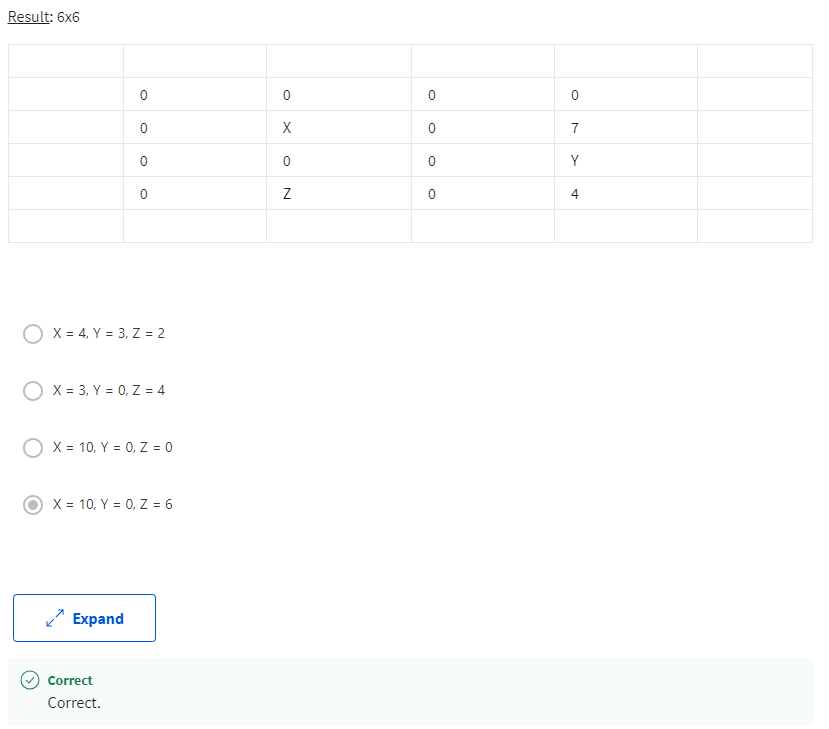 Result: 6x6
0 0 0 0
0 X 0 7
0 0 0 Y
0 Z 0 4
X = 4, Y = 3, Z = 2
X = 3, Y = 0, Z = 4
X = 10, Y = 0, Z = 0
X = 10, Y = 0, Z = 6
Expand
Correct
Correct.